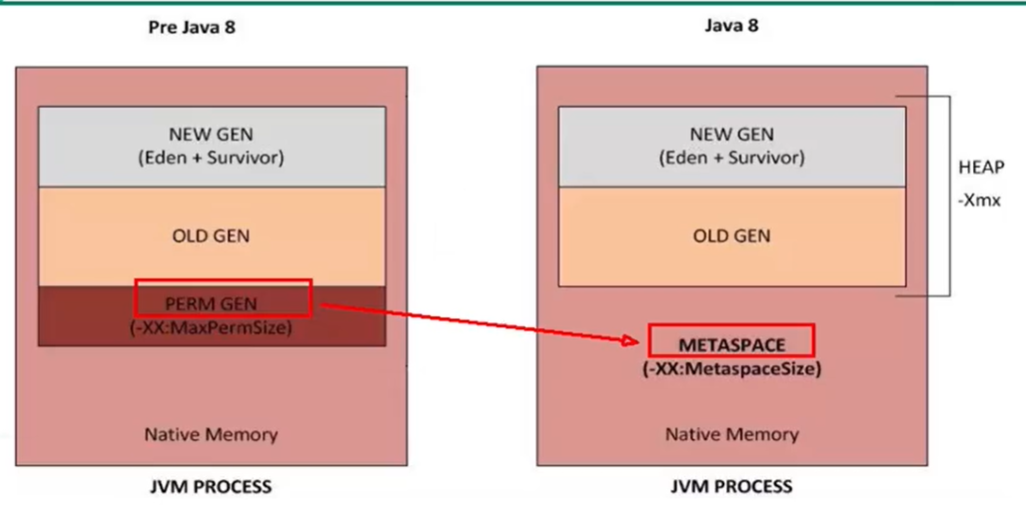 Pre Java 8
NEW GEN
(Eden + Survivor)
OLD GEN
PERM GEN
(-XX:MaxPermSize)
Native Memory
JVM PROCESS
Java 8
NEW GEN
(Eden + Survivor)
OLD GEN
HEAP
-Xmx
METASPACE
(-XX:MetaspaceSize)
Native Memory
JVM PROCESS